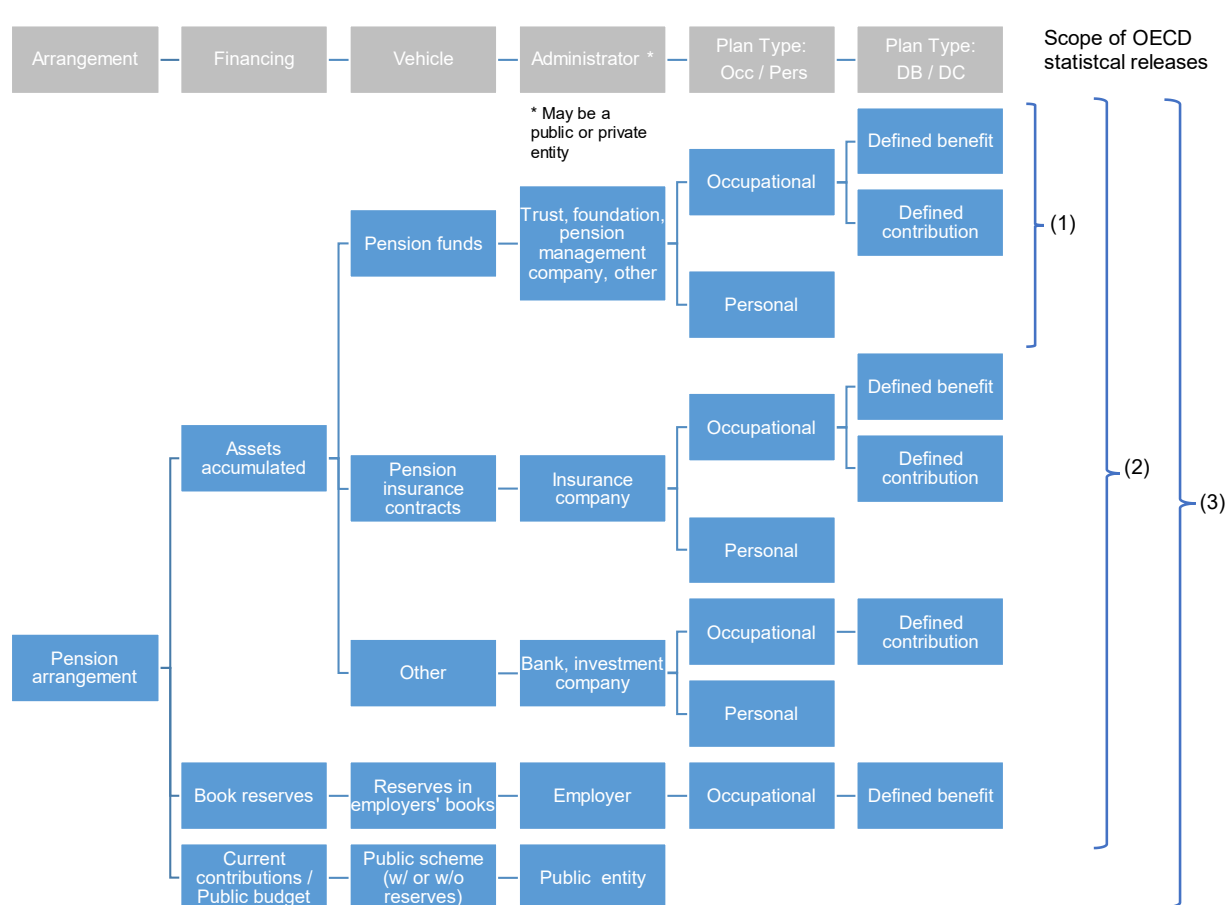 Arrangement
Financing
Vehicle
Administrator *
Plan Type:
Occ / Pers
Plan Type:
DB / DC
Scope of OECD
statistcal releases
* May be a
public or private
entity
Defined benefit
Occupational
Defined
contribution
(1)
Trust, foundation,
pension
management
company, other
Pension funds
Personal
Defined benefit
Occupational
Assets
accumulated
Defined
contribution
(2)
Pension
insurance
contracts
Insurance
company
(3)
Personal
Occupational
Defined
contribution
Pension
arrangement
Other
Bank, investment
company
Personal
Book reserves
Reserves in
employers' books
Employer
Occupational
Defined benefit
Current
contributions /
Public budget
Public scheme
(w/ or w/o
reserves)
Public entity